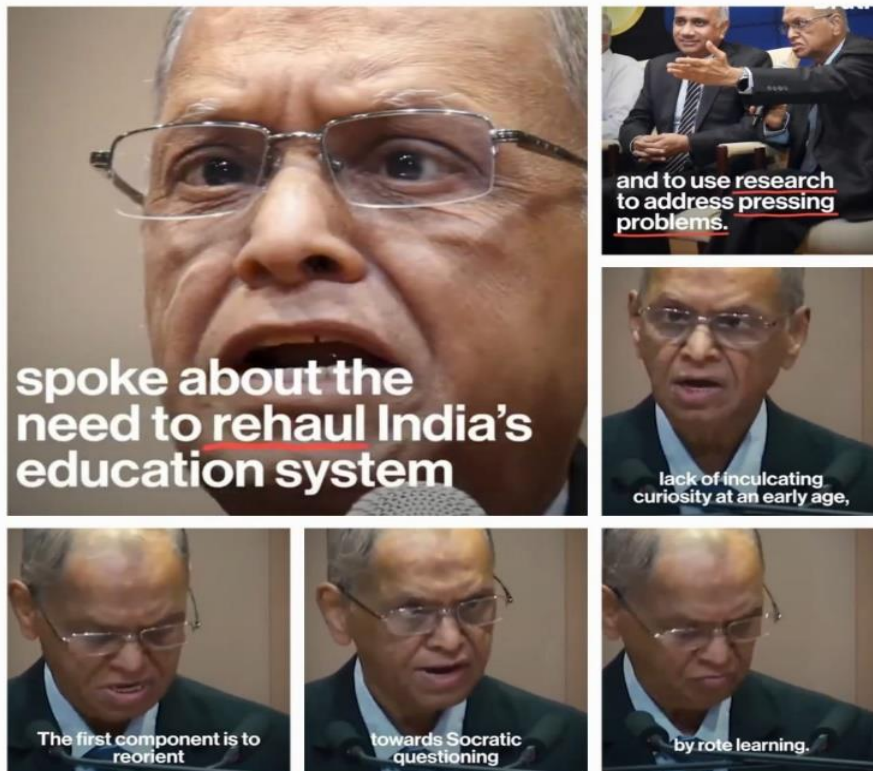 spoke about the
need to rehaul India's
education system
and to use research
to address pressing
problems.
lack of inculcating
curiosity at an early age,
The first component is to
reorient
towards Socratic
questioning
by rote learning.